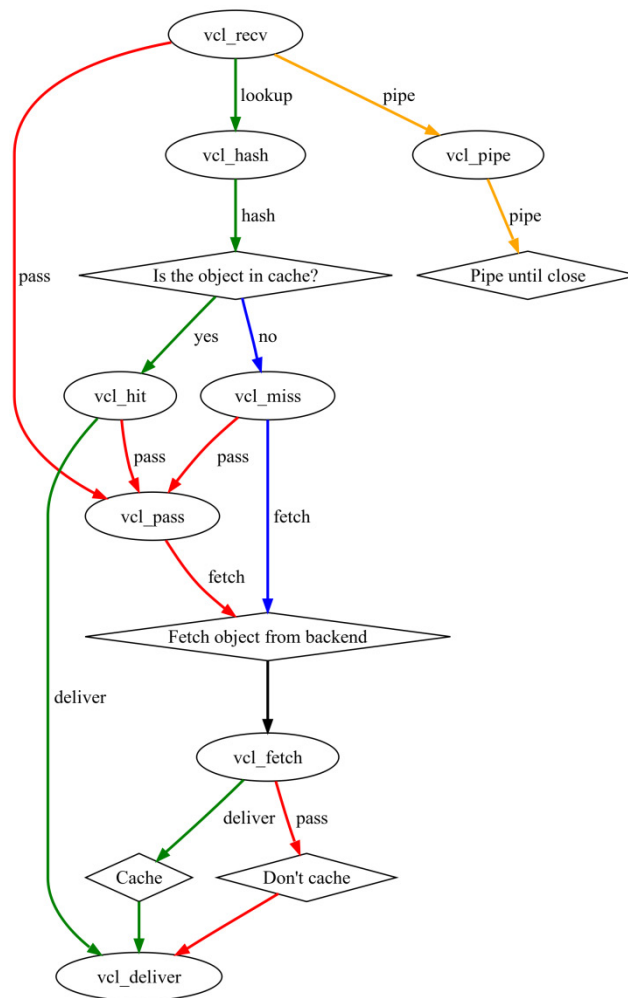 vcl_recv
lookup
pipe
vcl_hash
vcl_pipe
hash
pipe
pass
Is the object in cache?
Pipe until close
yes
no
vcl_hit
vcl_miss
pass
pass
vcl_pass
fetch
fetch
Fetch object from backend
deliver
vcl_fetch
deliver
pass
Cache
Don't cache
vcl_deliver